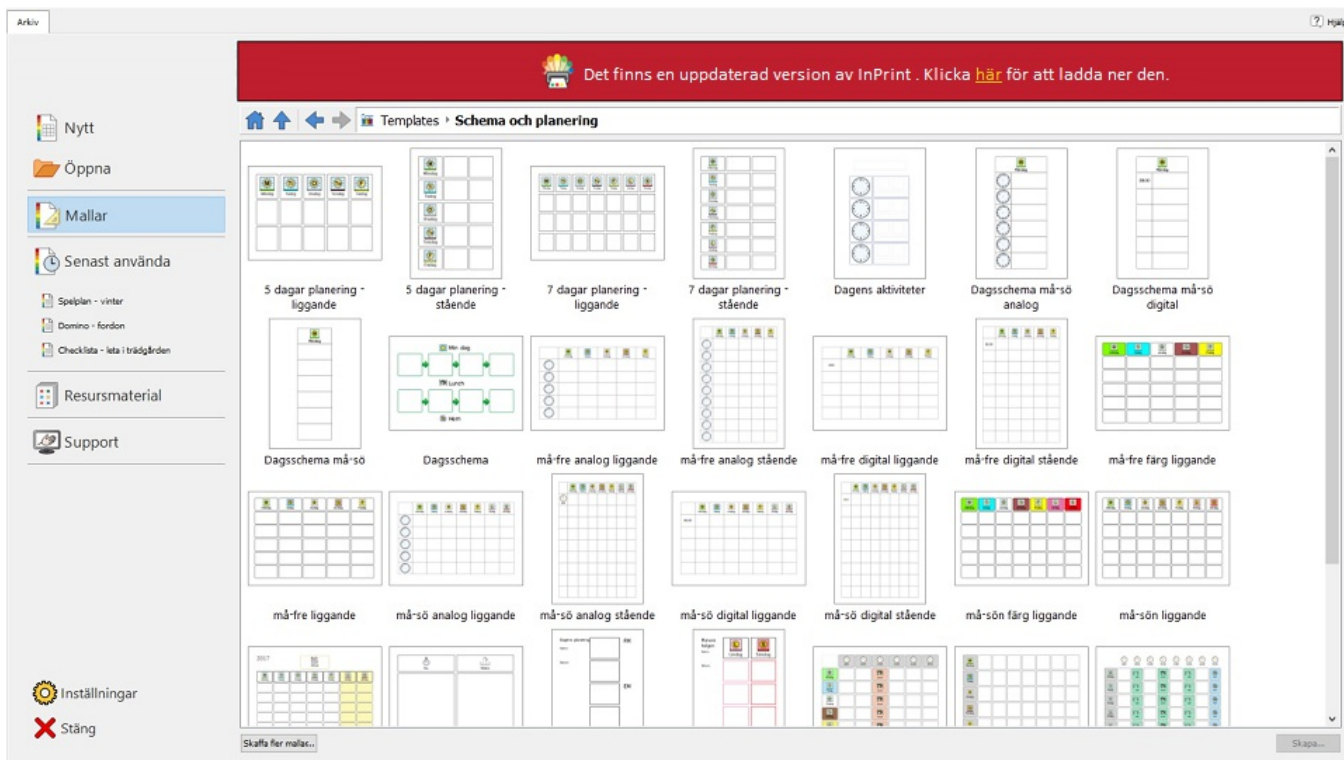 Arkiv
Hjälp
Det finns en uppdaterad version av InPrint . Klicka här för att ladda ner den.
Templates
Schema och planering
Nytt
Öppna
Mallar
Senast använda
Spelplan - vinter
Domino - fordon
Checklista - leta i trädgården
Resursmaterial
Support
Inställningar
Stäng
5 dagar planering -
liggande
5 dagar planering -
stående
7 dagar planering -
liggande
7 dagar planering -
stående
Dagens aktiviteter
Dagsschema må-sö
analog
Dagsschema må-sö
digital
Min dag
Lunch
Hem
Dagsschema må-sö
Dagsschema
må-fre analog liggande
må-fre analog stående
må-fre digital liggande
må-fre digital stående
må-fre färg liggande
må-fre liggande
må-sö analog liggande
må-sö analog stående
må-sö digital liggande
må-sö digital stående
må-sön färg liggande
må-sön liggande
2017
Skaffa fler mallar..
Skapa...